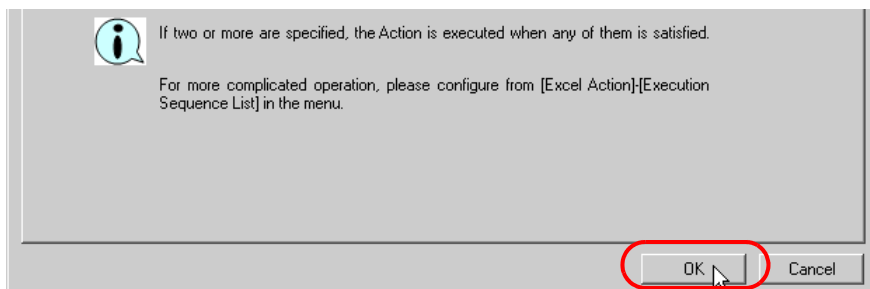 If two or more are specified, the Action is executed when any of them is satisfied.
For more complicated operation, please configure from [Excel Action]-[Execution
Sequence List] in the menu.
OK
Cancel